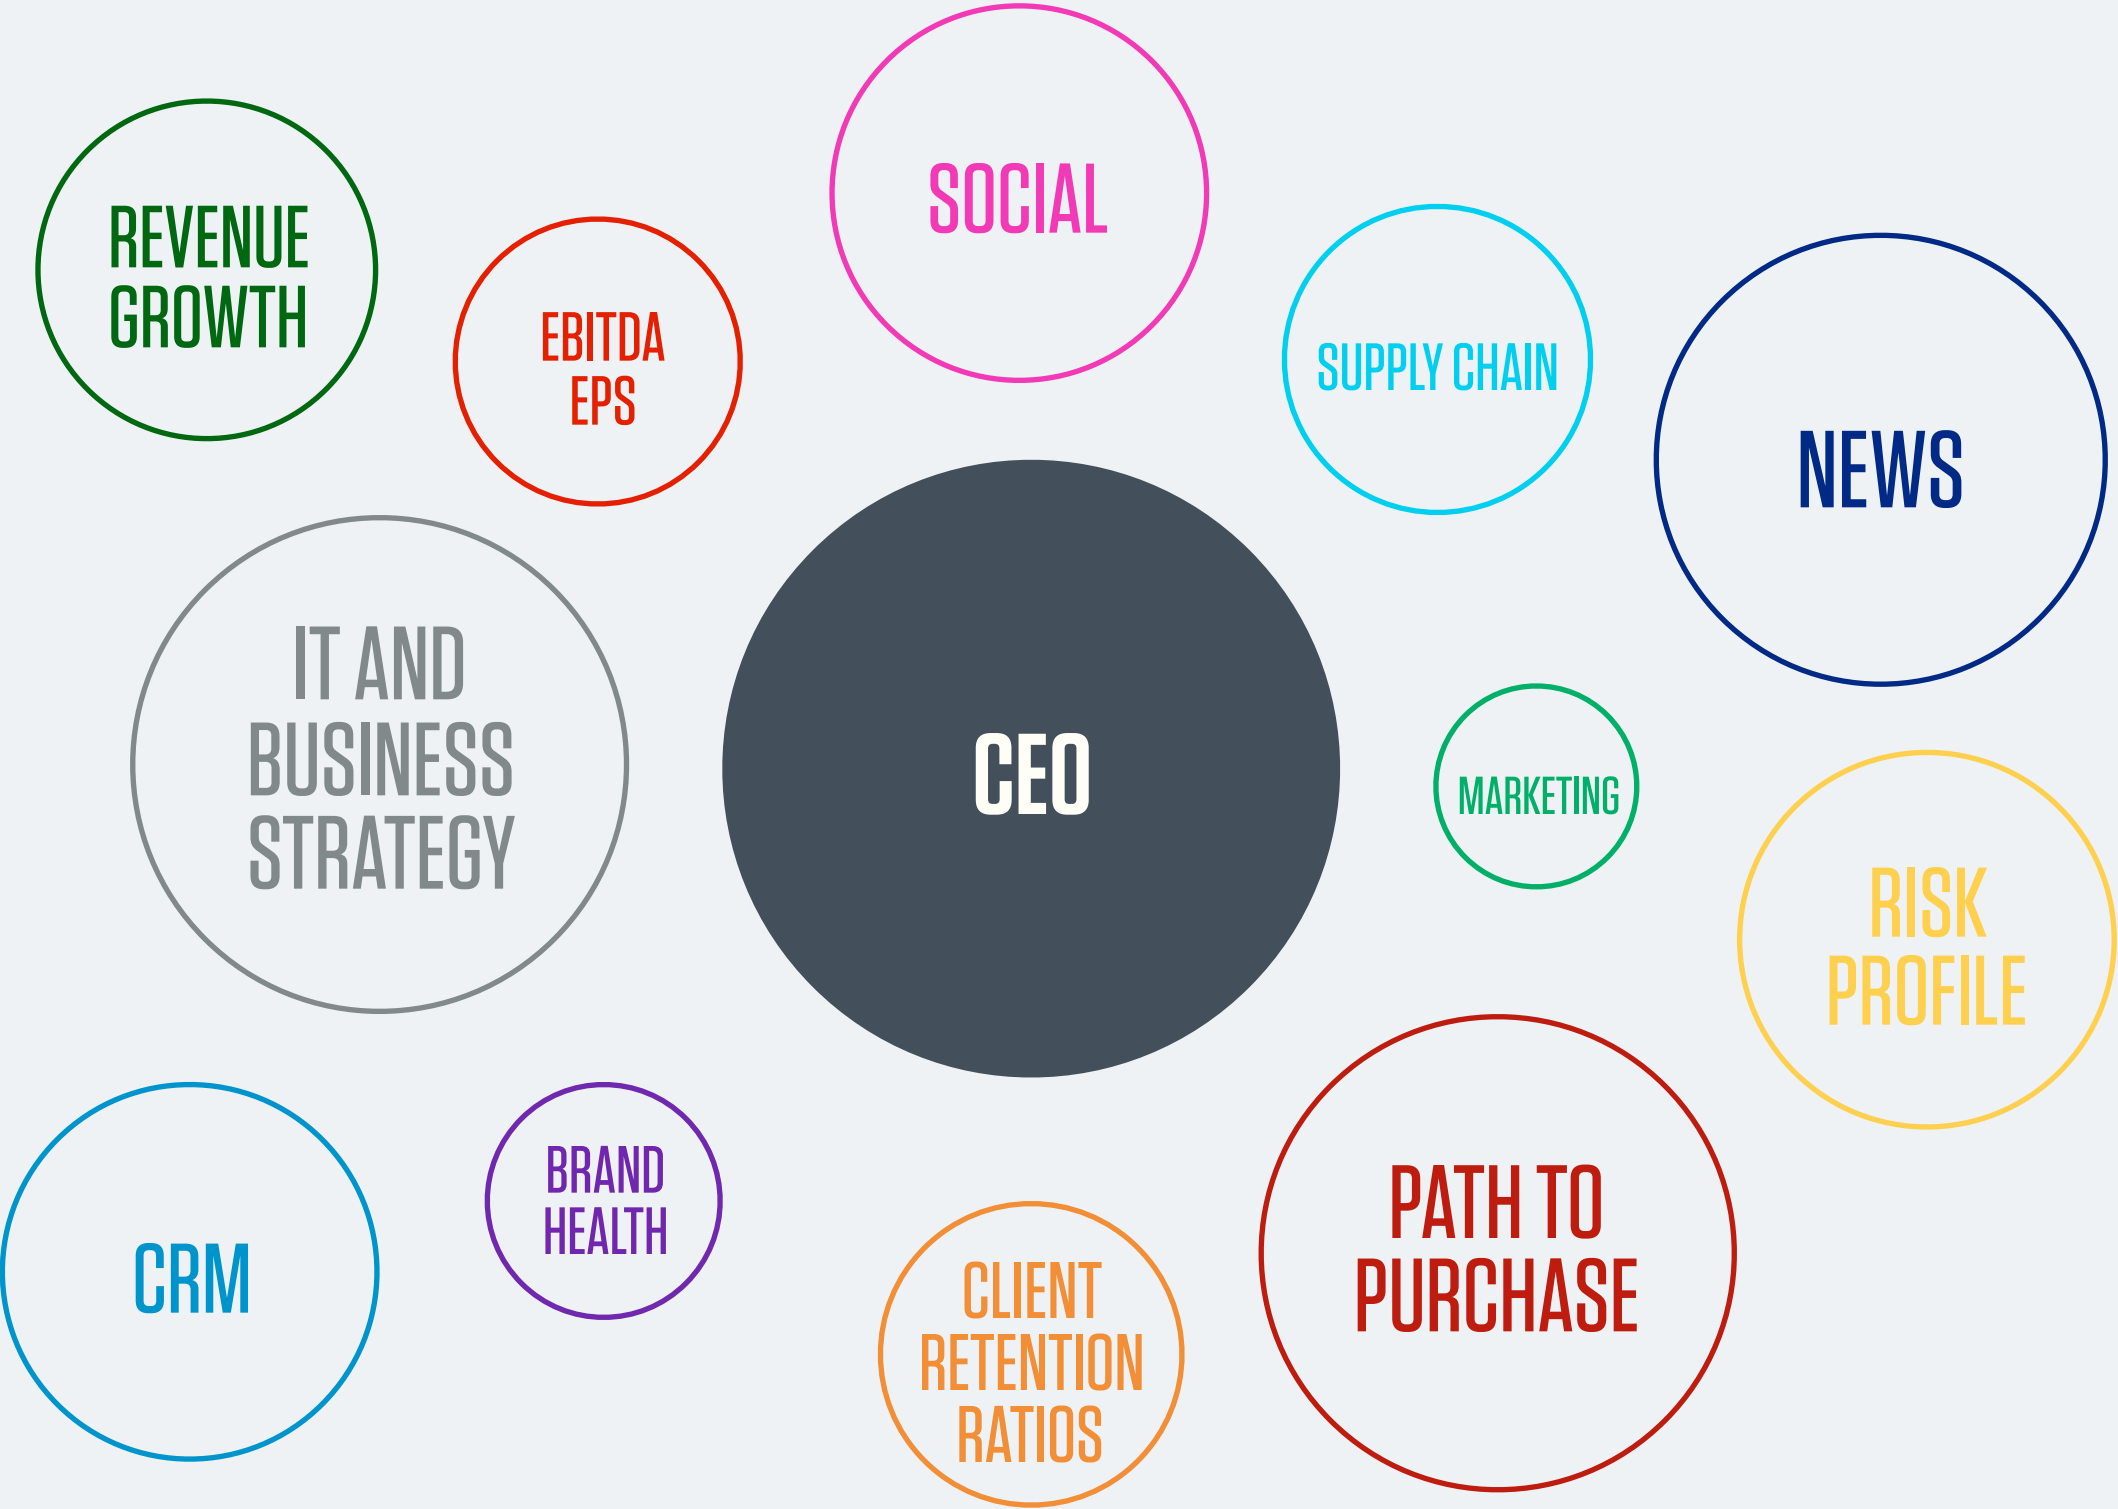 SOCIAL
REVENUE
GROWTH
EBITDA
EPS
SUPPLY CHAIN
NEWS
IT AND
BUSINESS
STRATEGY
CEO
MARKETING
RISK
PROFILE
CRM
BRAND
HEALTH
CLIENT
RETENTION
RATIOS
PATH TO
PURCHASE